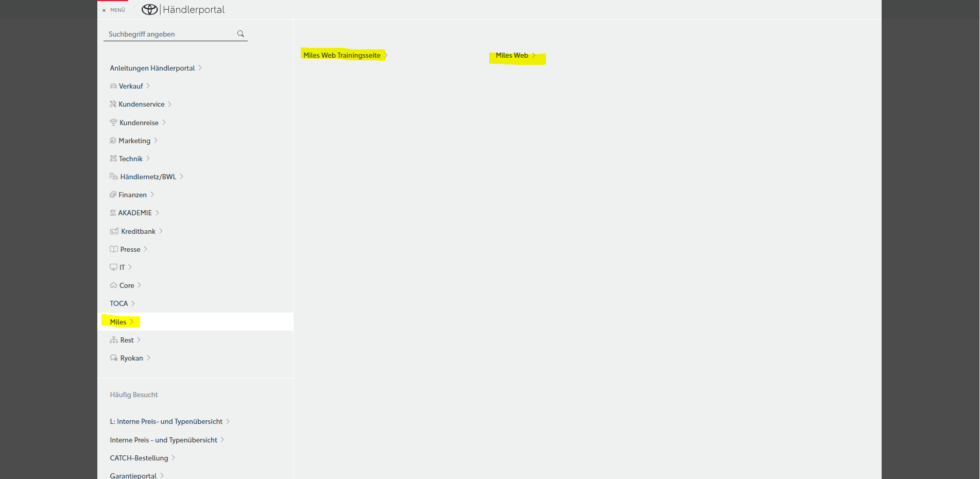 MENÜ
Händlerportal
Suchbegriff angeben
Anleitungen Händlerportal
Verkauf
Kundenservice
Kundenreise
Marketing
Technik
Händlernetz/BWL
Finanzen
AKADEMIE
Kreditbank
Presse
IT
Core
TOCA
Miles
Rest
Ryokan
Häufig Besucht
L: Interne Preis- und Typenübersicht
Interne Preis - und Typenübersicht
CATCH-Bestellung
Garantieportal
Miles Web Trainingsseite
Miles Web